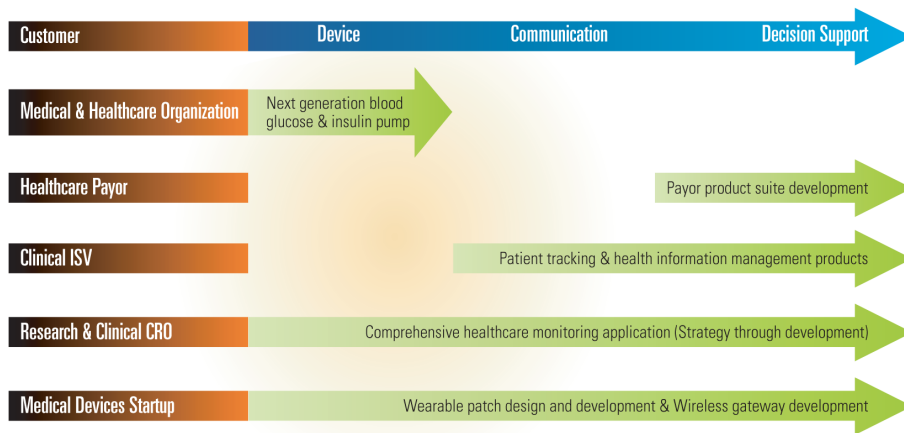 Customer Device Communication Decision Support
Medical & Healthcare Organization
Next generation blood
glucose & insulin pump
Healthcare Payor
Payor product suite development
Clinical ISV
Patient tracking & health information management products
Research & Clinical CRO
Comprehensive healthcare monitoring application (Strategy through development)
Medical Devices Startup
Wearable patch design and development & Wireless gateway development